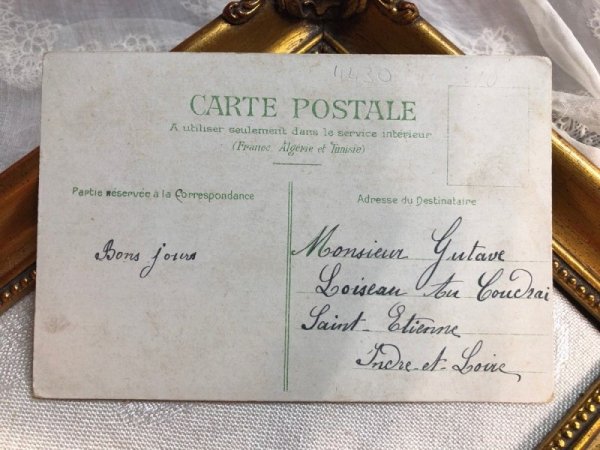 4430
CARTE POSTALE
A utiliser seulement dans le service intérieur
(France, Algérie et Tunisie)
Partie réservée à la Correspondance
Adresse du Destinataire
Bons jours
Monsieur Gutave
Loiseau Au Coudrai
Saint-Etienne
Indre-et-Loire